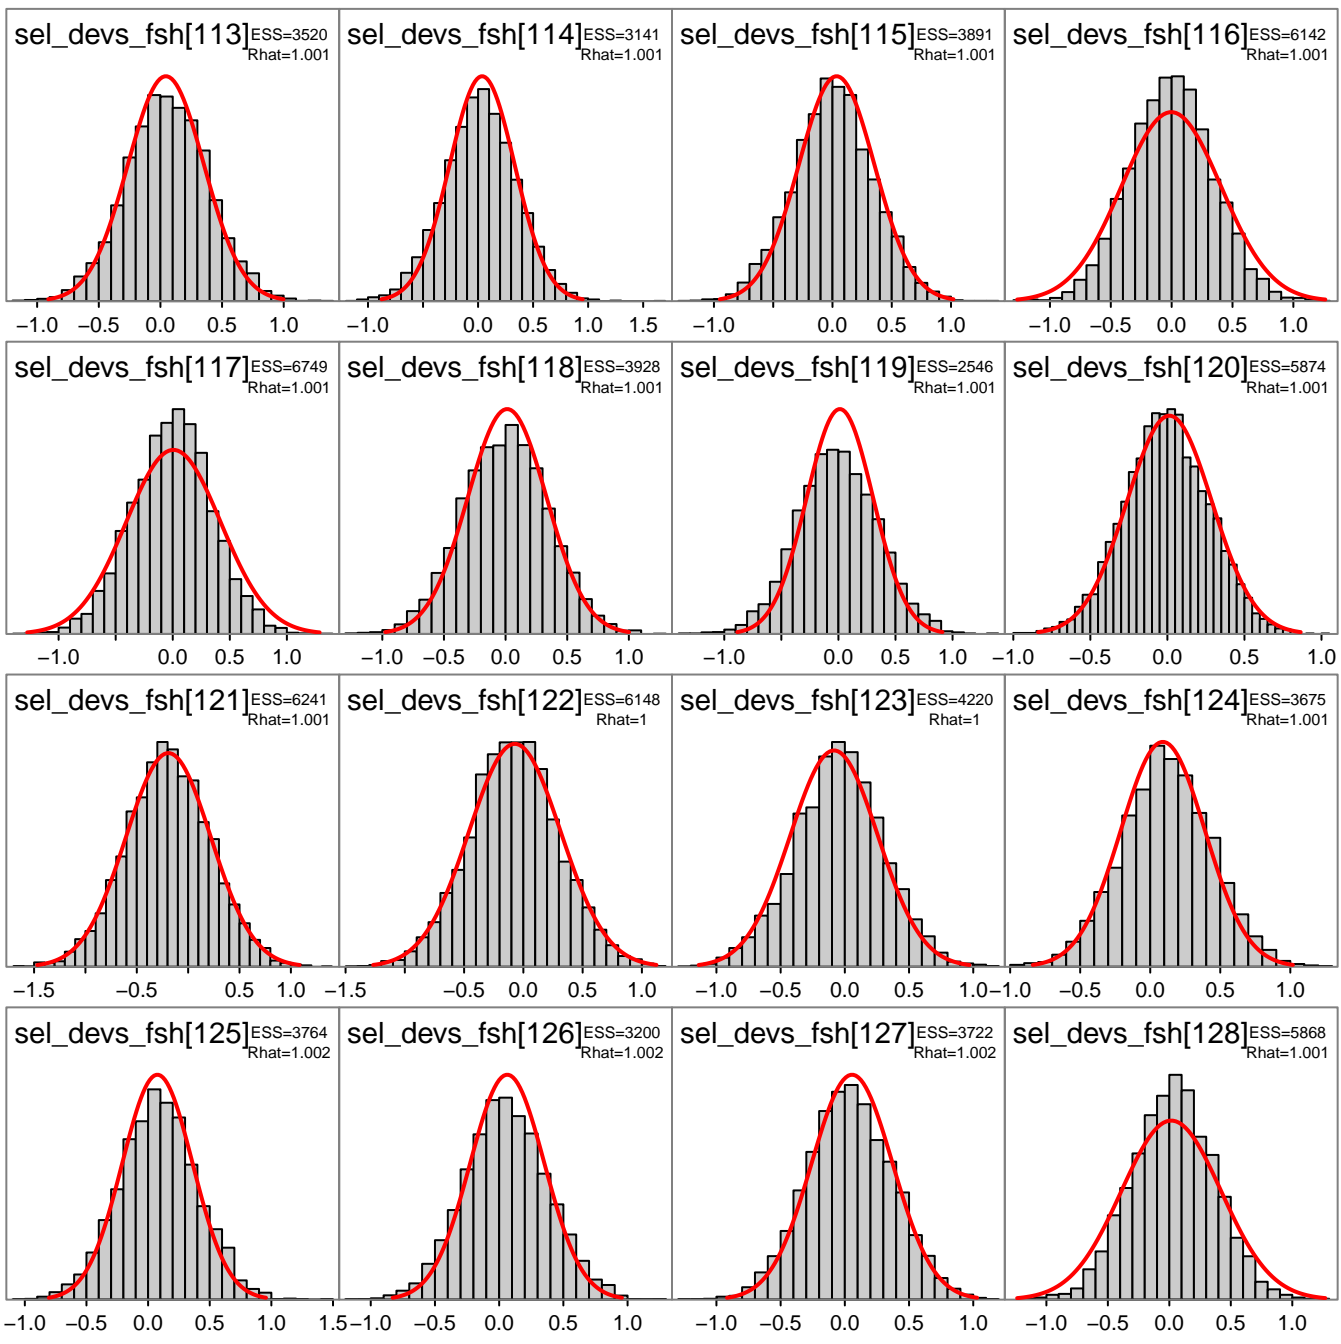 sel_devs_fsh[113] ESS=3520 Rhat=1.001
sel_devs_fsh[114] ESS=3141 Rhat=1.001
sel_devs_fsh[115] ESS=3891 Rhat=1.001
sel_devs_fsh[116] ESS=6142 Rhat=1.001
−1.0 −0.5 0.0 0.5 1.0
−1.0 0.0 0.5 1.0 1.5
−1.0 0.0 0.5 1.0
−1.0 −0.5 0.0 0.5 1.0
sel_devs_fsh[117] ESS=6749 Rhat=1.001
sel_devs_fsh[118] ESS=3928 Rhat=1.001
sel_devs_fsh[119] ESS=2546 Rhat=1.001
sel_devs_fsh[120] ESS=5874 Rhat=1.001
−1.0 0.0 0.5 1.0
−1.0 −0.5 0.0 0.5 1.0
−1.0 −0.5 0.0 0.5 1.0
−1.0 −0.5 0.0 0.5 1.0
sel_devs_fsh[121] ESS=6241 Rhat=1.001
sel_devs_fsh[122] ESS=6148 Rhat=1
sel_devs_fsh[123] ESS=4220 Rhat=1
sel_devs_fsh[124] ESS=3675 Rhat=1.001
−1.5 −0.5 0.5 1.0
−1.5 −0.5 0.0 0.5 1.0
−1.0 −0.5 0.0 0.5 1.0
−1.0 −0.5 0.0 0.5 1.0
sel_devs_fsh[125] ESS=3764 Rhat=1.002
sel_devs_fsh[126] ESS=3200 Rhat=1.002
sel_devs_fsh[127] ESS=3722 Rhat=1.002
sel_devs_fsh[128] ESS=5868 Rhat=1.001
−1.0 −0.5 0.0 0.5 1.0 1.5
−1.0 −0.5 0.0 0.5 1.0
−1.0 −0.5 0.0 0.5 1.0
−1.0 −0.5 0.0 0.5 1.0